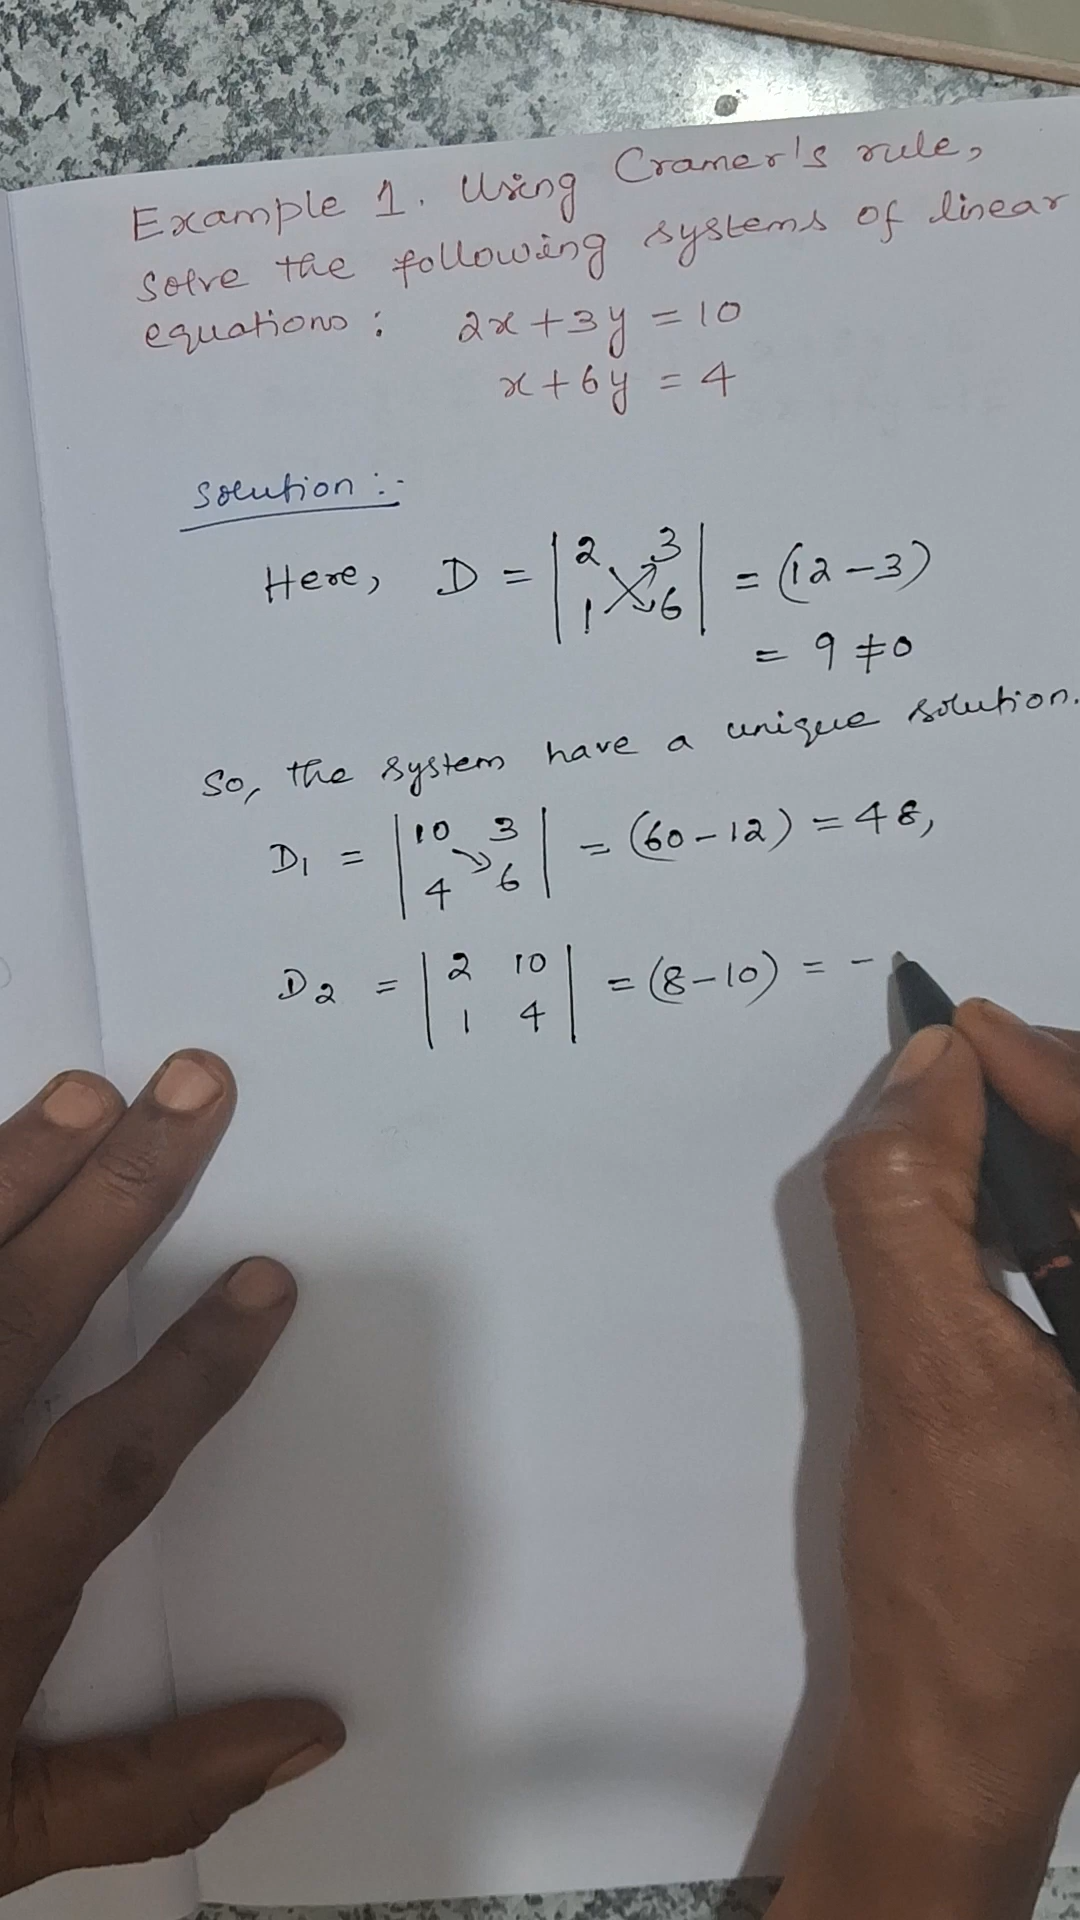 Example 1. Using Cramer's rule,
solve the following systems of linear
equations: 2x+3y = 10
x+6y = 4
Solution :-
Here, D = |2 3| = (12-3)
|1 6|
= 9 ≠ 0
So, the system have a unique solution.
D1 = |10 3| = (60-12) = 48,
|4 6|
D2 = |2 10| = (8-10) = -
|1 4|